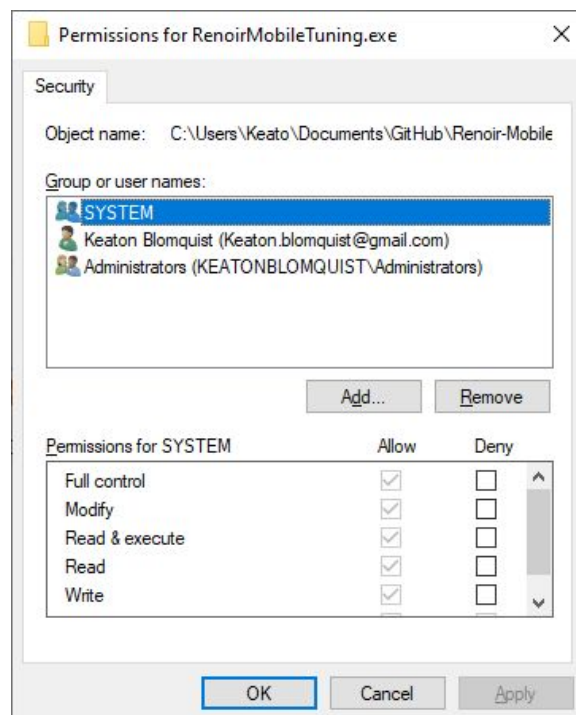 Permissions for RenoirMobileTuning.exe
Security
Object name: C:\Users\Keato\Documents\GitHub\Renoir-Mobile
Group or user names:
SYSTEM
Keaton Blomquist (Keaton.blomquist@gmail.com)
Administrators (KEATONBLOMQUIST\Administrators)
Add... Remove
Permissions for SYSTEM Allow Deny
Full control
Modify
Read & execute
Read
Write
OK Cancel Apply